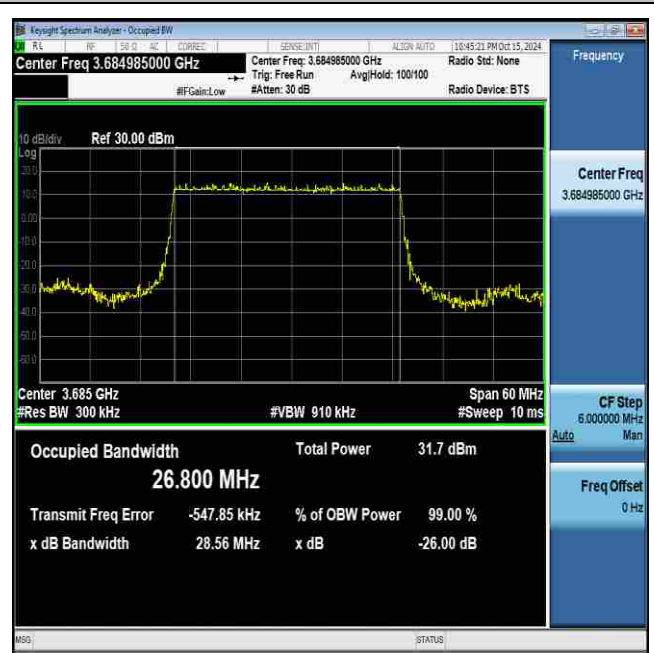 Keysight Spectrum Analyzer - Occupied BW
RL RF 50 Ω AC CORREC SENSE:INT ALIGN AUTO 10:45:21 PM Oct 15, 2024
Center Freq 3.684985000 GHz Center Freq: 3.684985000 GHz Radio Std: None
Trig: Free Run Avg|Hold: 100/100
#IFGain:Low #Atten: 30 dB Radio Device: BTS
Frequency
10 dB/div Ref 30.00 dBm
Log
20.0
10.0
0.00
-10.0
-20.0
-30.0
-40.0
-50.0
-60.0
Center 3.685 GHz Span 60 MHz
#Res BW 300 kHz #VBW 910 kHz #Sweep 10 ms
Center Freq
3.684985000 GHz
CF Step
6.000000 MHz
Auto Man
Freq Offset
0 Hz
Occupied Bandwidth Total Power 31.7 dBm
26.800 MHz
Transmit Freq Error -547.85 kHz % of OBW Power 99.00 %
x dB Bandwidth 28.56 MHz x dB -26.00 dB
MSG STATUS